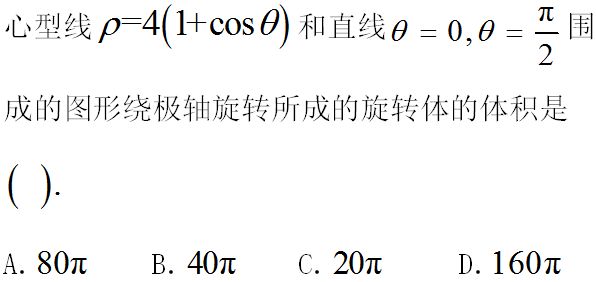 心型线 ρ=4(1+cosθ) 和直线 θ = 0, θ = π/2 围
成的图形绕极轴旋转所成的旋转体的体积是
( ).
A. 80π B. 40π C. 20π D. 160π